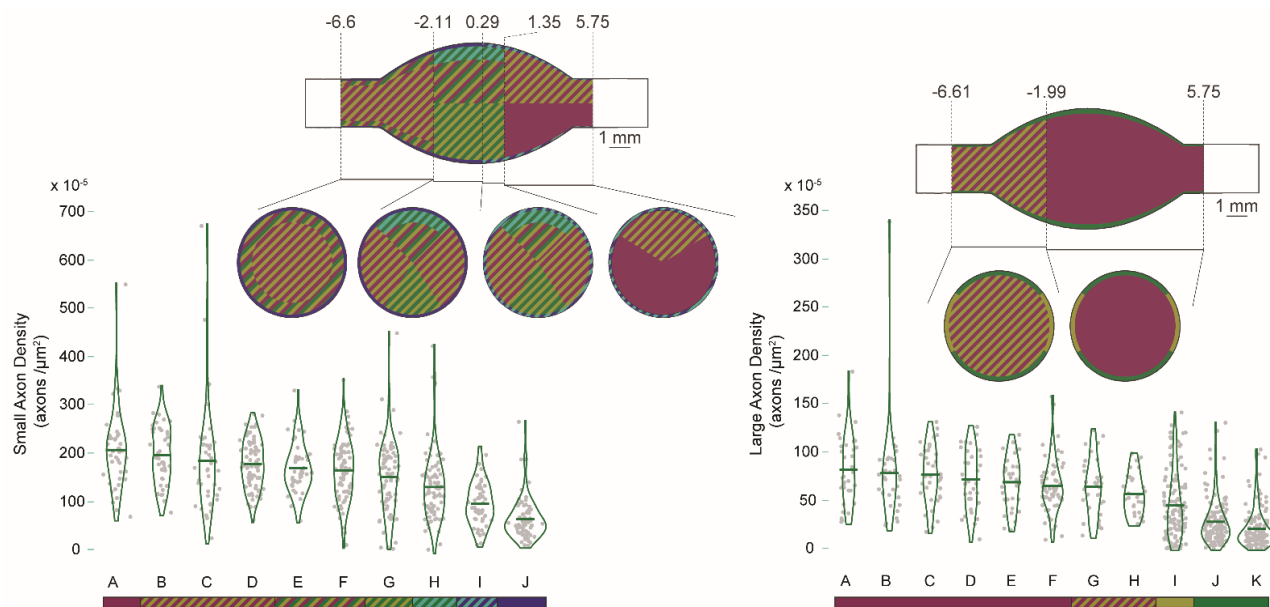 -6.6 -2.11 0.29 1.35 5.75
1 mm
x 10-5
700
600
500
400
300
200
100
0
Small Axon Density
(axons /µm²)
A B C D E F G H I J
-6.61 -1.99 5.75
1 mm
x 10-5
350
300
250
200
150
100
50
0
Large Axon Density
(axons /µm²)
A B C D E F G H I J K